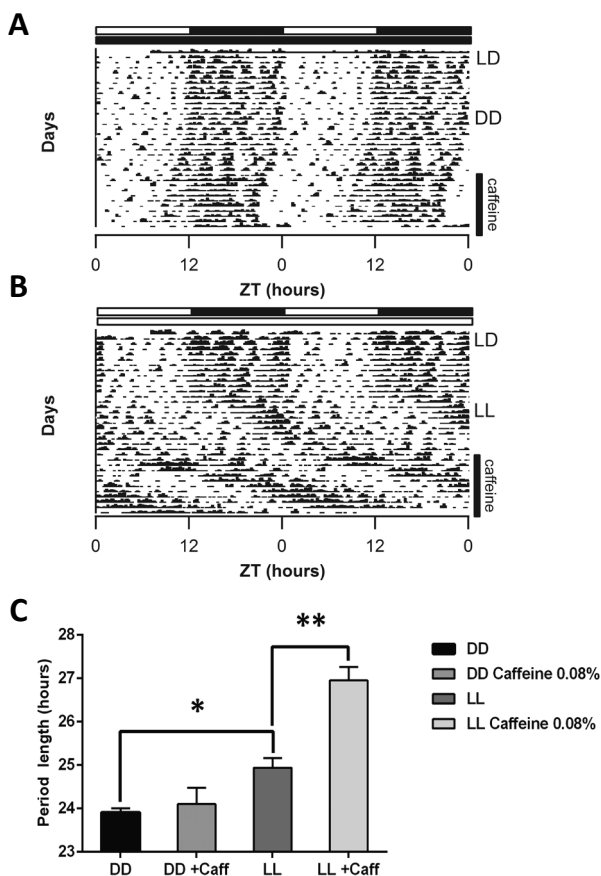 A
LD
DD
caffeine
Days
0 12 0 12 0
ZT (hours)
B
LD
LL
caffeine
Days
0 12 0 12 0
ZT (hours)
C
**
*
28
27
26
25
24
23
Period length (hours)
DD DD +Caff LL LL +Caff
DD
DD Caffeine 0.08%
LL
LL Caffeine 0.08%